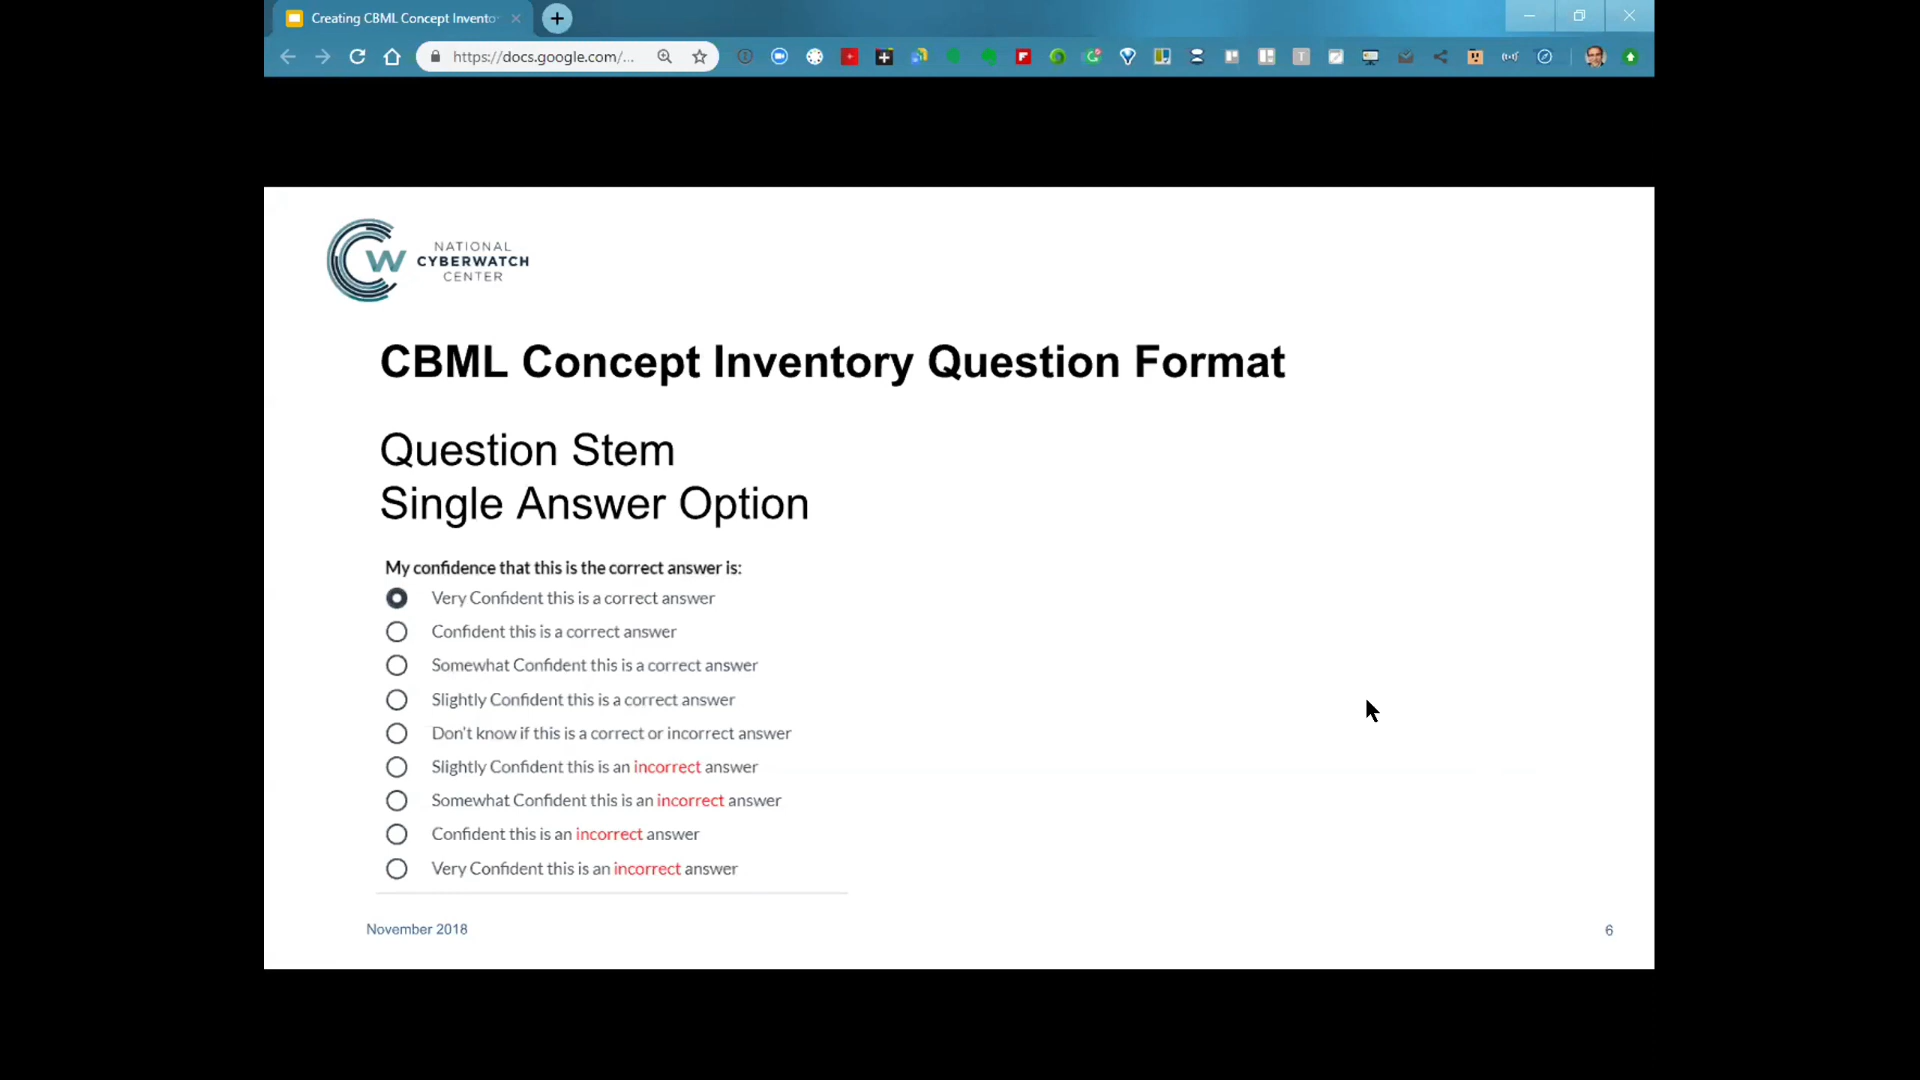 Creating CBML Concept Invento
https://docs.google.com/...
NATIONAL
CYBERWATCH
CENTER
CBML Concept Inventory Question Format
Question Stem
Single Answer Option
My confidence that this is the correct answer is:
Very Confident this is a correct answer
Confident this is a correct answer
Somewhat Confident this is a correct answer
Slightly Confident this is a correct answer
Don't know if this is a correct or incorrect answer
Slightly Confident this is an incorrect answer
Somewhat Confident this is an incorrect answer
Confident this is an incorrect answer
Very Confident this is an incorrect answer
November 2018
6